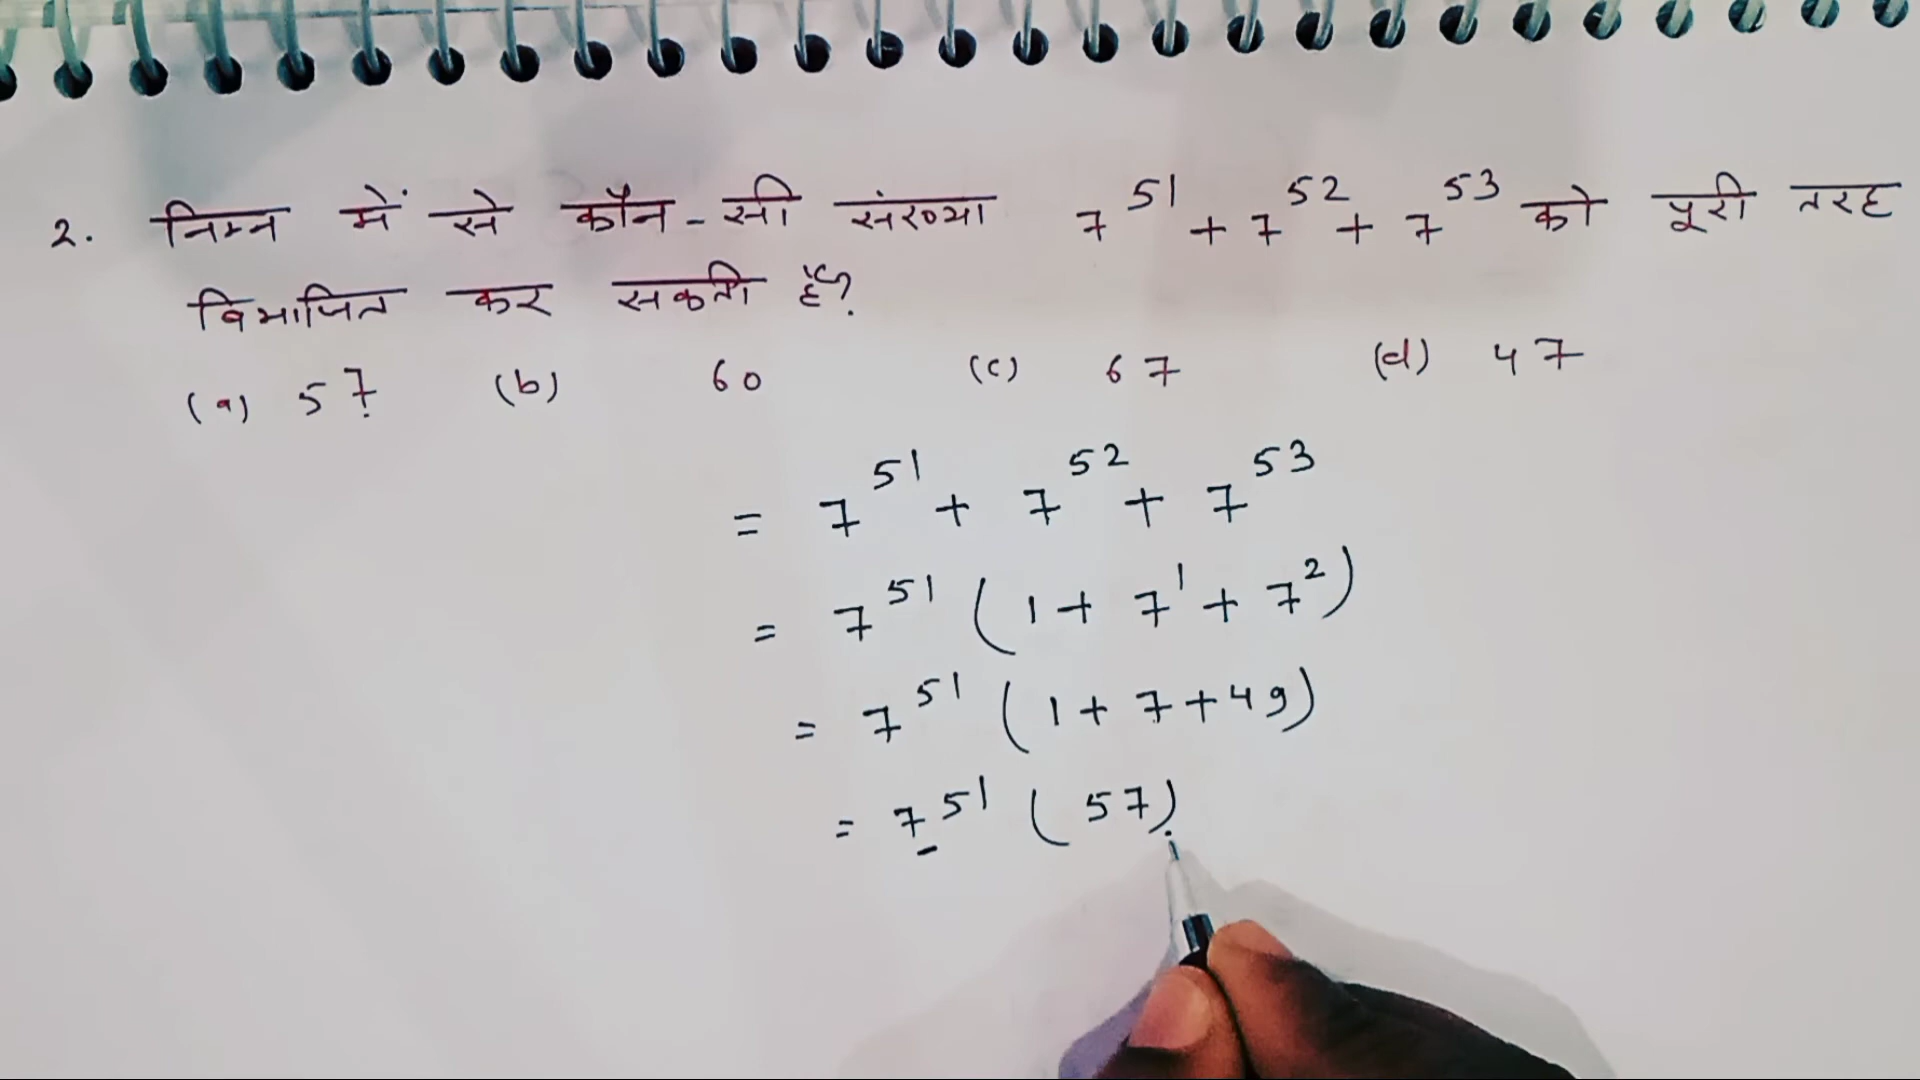 2. निम्न में से कौन-सी संख्या 7^51 + 7^52 + 7^53 को पूरी तरह
विभाजित कर सकती है?
(a) 57 (b) 60 (c) 67 (d) 47
= 7^51 + 7^52 + 7^53
= 7^51 (1 + 7^1 + 7^2)
= 7^51 (1 + 7 + 49)
= 7^51 (57)